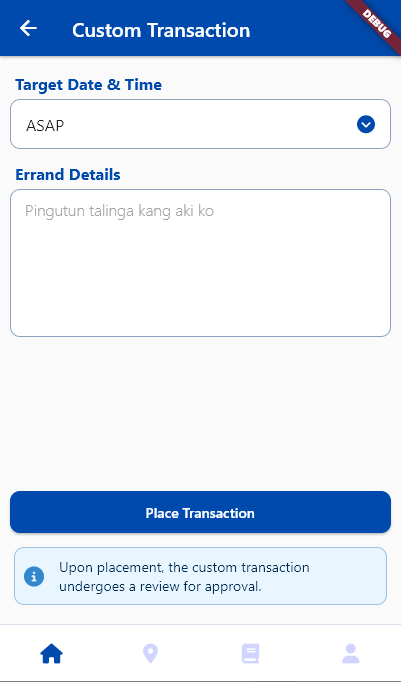 Custom Transaction
DEBUG
Target Date & Time
ASAP
Errand Details
Pingutun talinga kang aki ko
Place Transaction
Upon placement, the custom transaction
undergoes a review for approval.